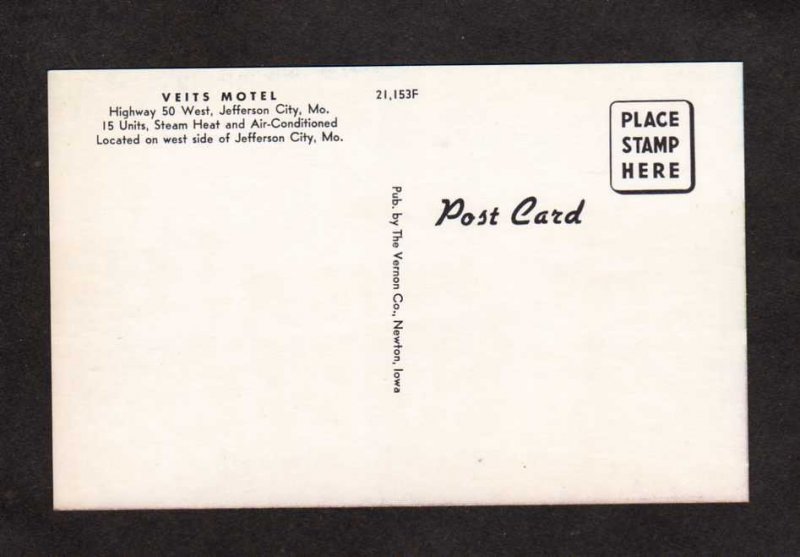 VEITS MOTEL
Highway 50 West, Jefferson City, Mo.
15 Units, Steam Heat and Air-Conditioned
Located on west side of Jefferson City, Mo.
21,153F
PLACE
STAMP
HERE
Post Card
Pub. by The Vernon Co., Newton, Iowa